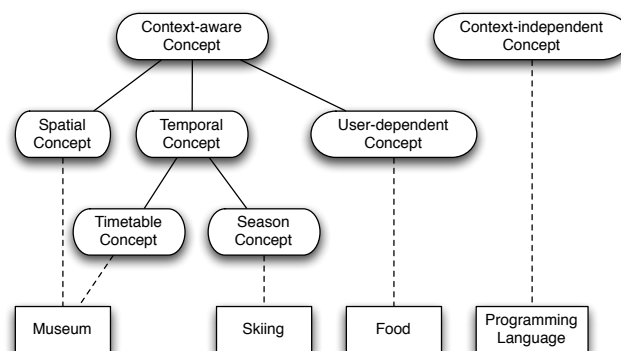 Context-aware
Concept
Context-independent
Concept
Spatial
Concept
Temporal
Concept
User-dependent
Concept
Timetable
Concept
Season
Concept
Museum
Skiing
Food
Programming
Language